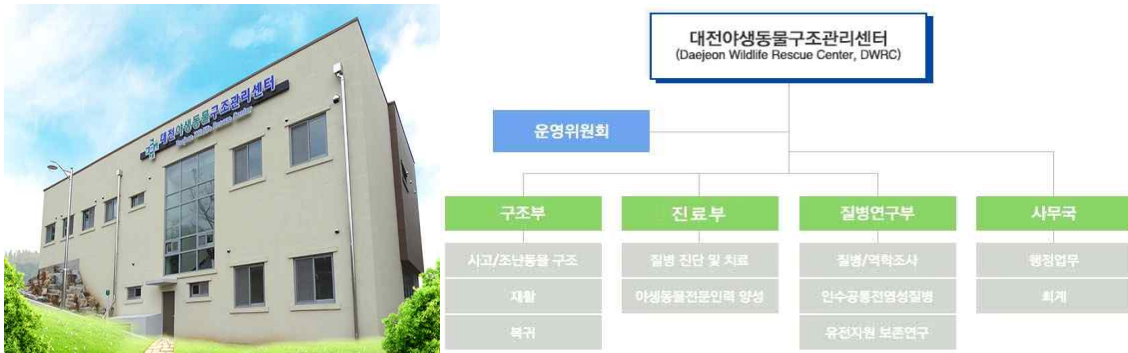 대전야생동물구조관리센터
Daejeon Wildlife Rescue Center
대전야생동물구조관리센터
(Daejeon Wildlife Rescue Center, DWRC)
운영위원회
구조부
사고/조난동물 구조
재활
복귀
진료부
질병 진단 및 치료
야생동물전문인력 양성
질병연구부
질병/역학조사
인수공통전염성질병
유전자원 보존연구
사무국
행정업무
회계